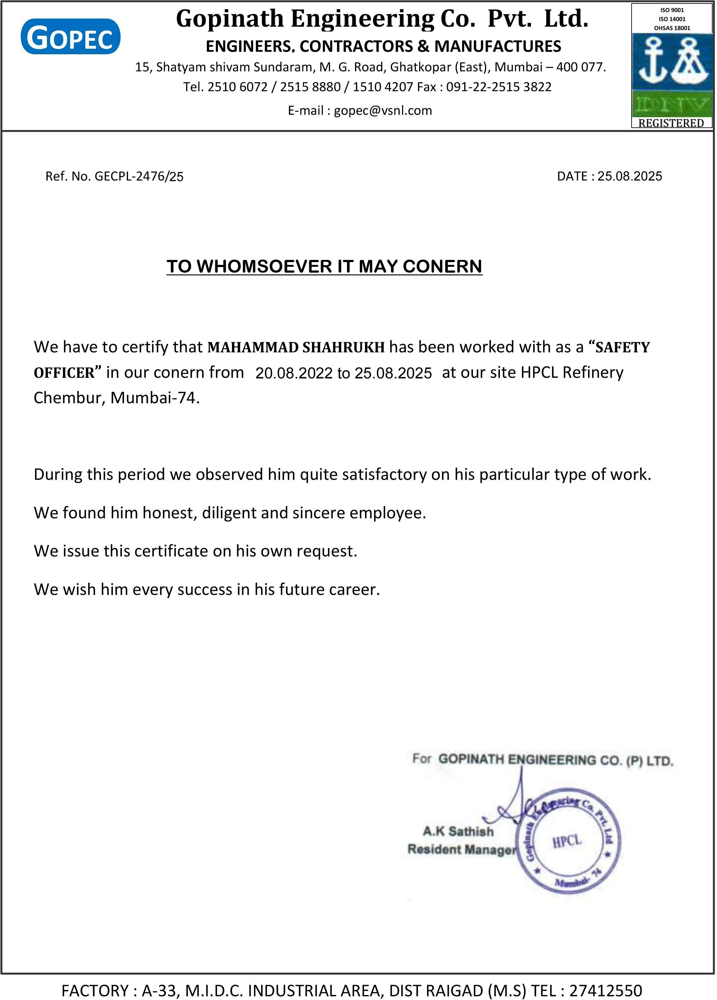 GOPEC
Gopinath Engineering Co. Pvt. Ltd.
ENGINEERS, CONTRACTORS & MANUFACTURES
15, Shatyam shivam Sundaram, M. G. Road, Ghatkopar (East), Mumbai – 400 077.
Tel. 2510 6072 / 2515 8880 / 1510 4207 Fax : 091-22-2515 3822
E-mail : gopec@vsnl.com
ISO 9001
ISO 14001
OHSAS 18001
DNV
REGISTERED
Ref. No. GECPL-2476/25
DATE : 25.08.2025
TO WHOMSOEVER IT MAY CONERN
We have to certify that MAHAMMAD SHAHRUKH has been worked with as a “SAFETY
OFFICER” in our conern from 20.08.2022 to 25.08.2025 at our site HPCL Refinery
Chembur, Mumbai-74.
During this period we observed him quite satisfactory on his particular type of work.
We found him honest, diligent and sincere employee.
We issue this certificate on his own request.
We wish him every success in his future career.
For GOPINATH ENGINEERING CO. (P) LTD.
A.K Sathish
Resident Manager
Gopinath Engineering Co. Pvt. Ltd
HPCL
Mumbai- 74
FACTORY : A-33, M.I.D.C. INDUSTRIAL AREA, DIST RAIGAD (M.S) TEL : 27412550